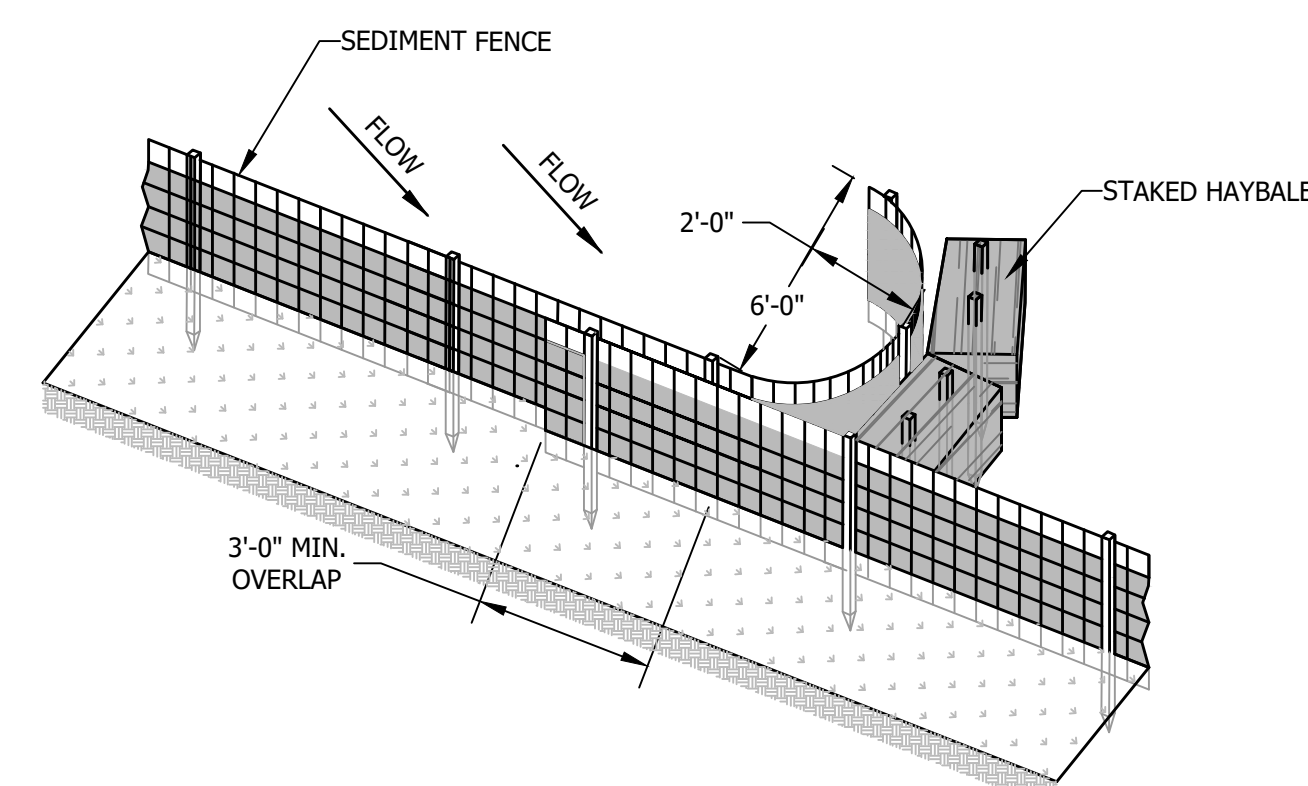 SEDIMENT FENCE
FLOW
FLOW
STAKED HAYBALE
2'-0"
6'-0"
3'-0" MIN.
OVERLAP